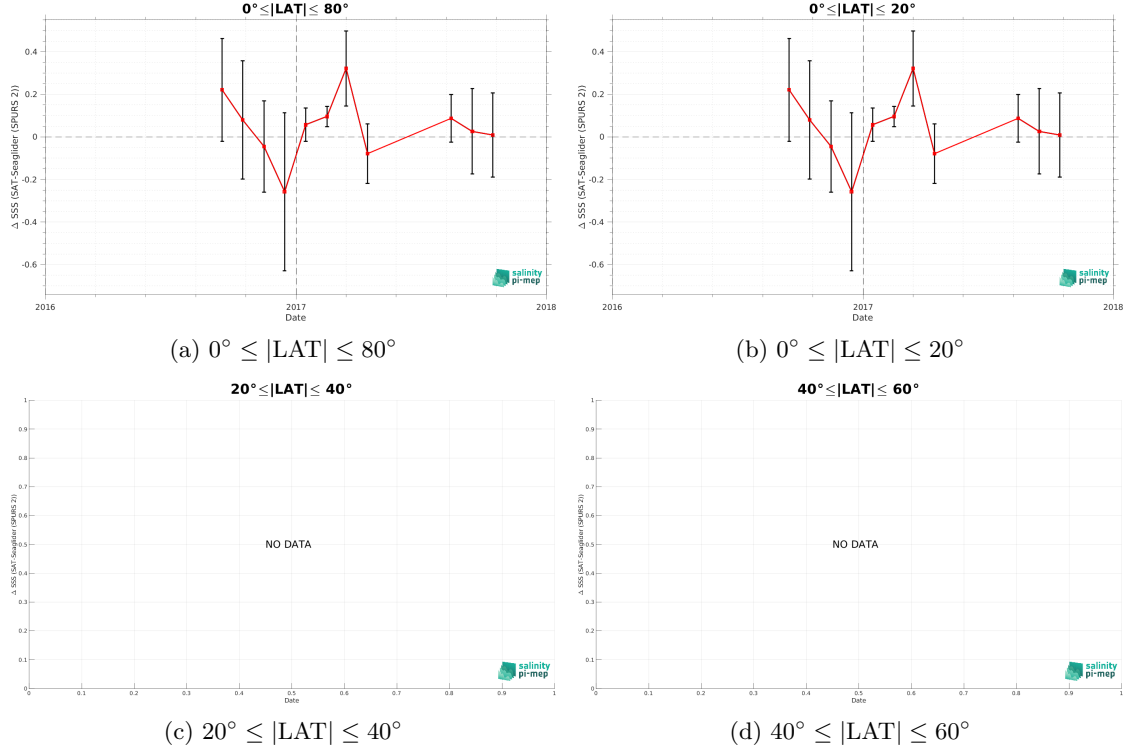 0°≤|LAT|≤ 80°
Δ SSS (SAT-Seaglider (SPURS 2))
0.4
0.2
0
-0.2
-0.4
-0.6
2016
2017
2018
Date
salinity
pi-mep
(a) 0° ≤ |LAT| ≤ 80°
0°≤|LAT|≤ 20°
Δ SSS (SAT-Seaglider (SPURS 2))
0.4
0.2
0
-0.2
-0.4
-0.6
2016
2017
2018
Date
salinity
pi-mep
(b) 0° ≤ |LAT| ≤ 20°
20°≤|LAT|≤ 40°
Δ SSS (SAT-Seaglider (SPURS 2))
1
0.9
0.8
0.7
0.6
0.5
0.4
0.3
0.2
0.1
0
NO DATA
0 0.1 0.2 0.3 0.4 0.5 0.6 0.7 0.8 0.9 1
Date
salinity
pi-mep
(c) 20° ≤ |LAT| ≤ 40°
40°≤|LAT|≤ 60°
Δ SSS (SAT-Seaglider (SPURS 2))
1
0.9
0.8
0.7
0.6
0.5
0.4
0.3
0.2
0.1
0
NO DATA
0 0.1 0.2 0.3 0.4 0.5 0.6 0.7 0.8 0.9 1
Date
salinity
pi-mep
(d) 40° ≤ |LAT| ≤ 60°